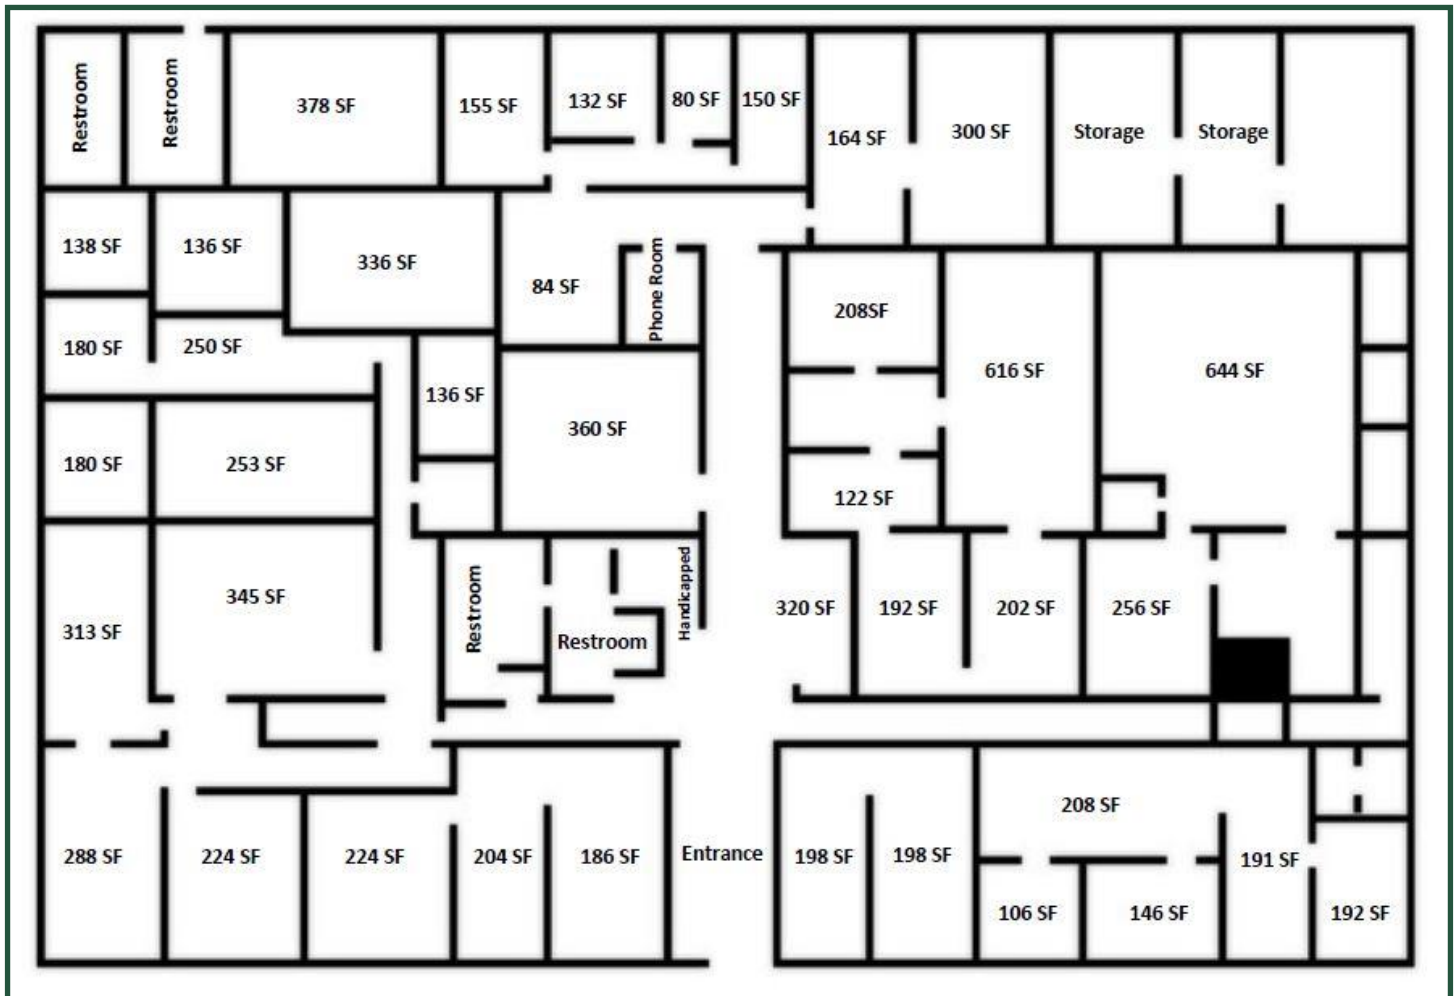 Restroom
Restroom
378 SF
155 SF
132 SF
80 SF
150 SF
164 SF
300 SF
Storage
Storage
138 SF
136 SF
336 SF
84 SF
Phone Room
208SF
616 SF
644 SF
180 SF
250 SF
136 SF
360 SF
180 SF
253 SF
122 SF
313 SF
345 SF
Restroom
Restroom
Handicapped
320 SF
192 SF
202 SF
256 SF
288 SF
224 SF
224 SF
204 SF
186 SF
Entrance
198 SF
198 SF
208 SF
106 SF
146 SF
191 SF
192 SF